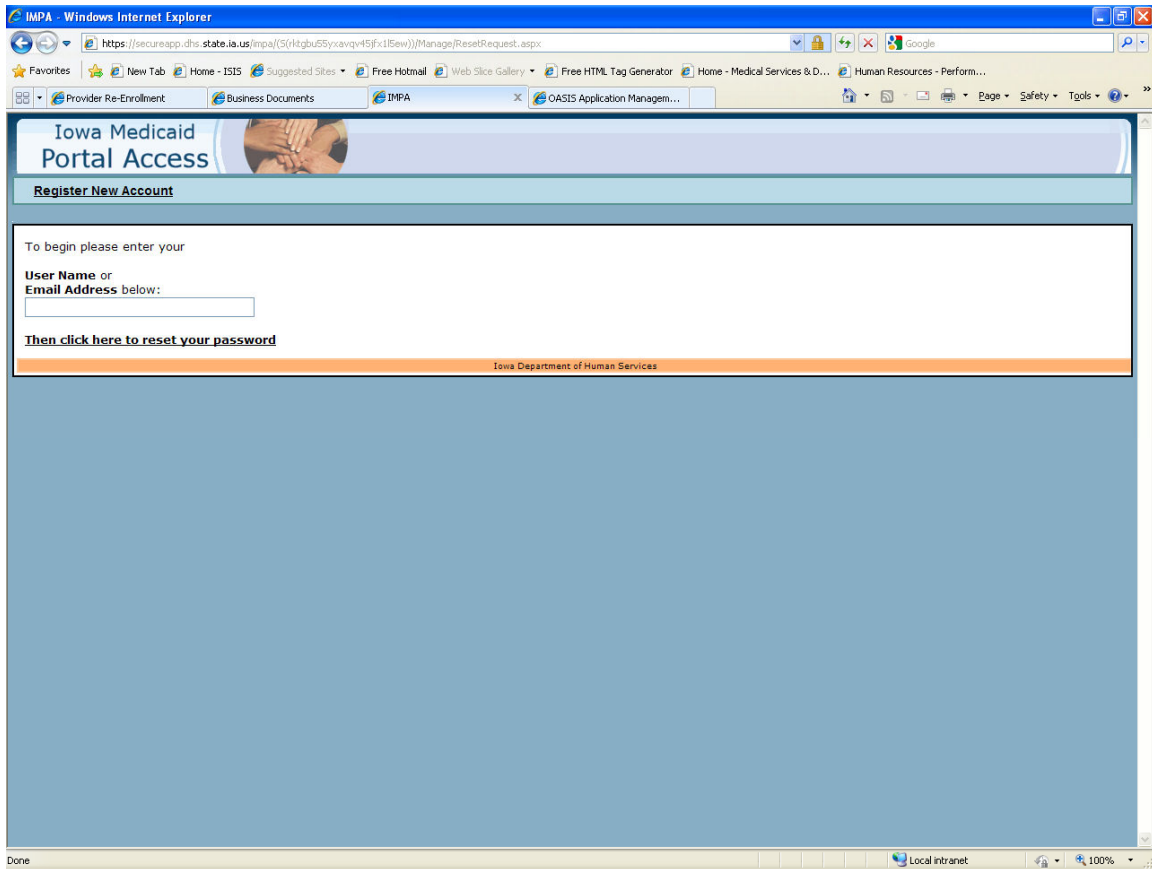 IMPA - Windows Internet Explorer
https://secureapp.dhs.state.ia.us/impa/(S(rktgbu55yxavqv45jfx1l5ew))/Manage/ResetRequest.aspx
Google
Favorites New Tab Home - ISIS Suggested Sites Free Hotmail Web Slice Gallery Free HTML Tag Generator Home - Medical Services & D... Human Resources - Perform...
Provider Re-Enrollment Business Documents IMPA X OASIS Application Managem... Page Safety Tools »
Iowa Medicaid
Portal Access
Register New Account
To begin please enter your
User Name or
Email Address below:
Then click here to reset your password
Iowa Department of Human Services
Done Local intranet 100%